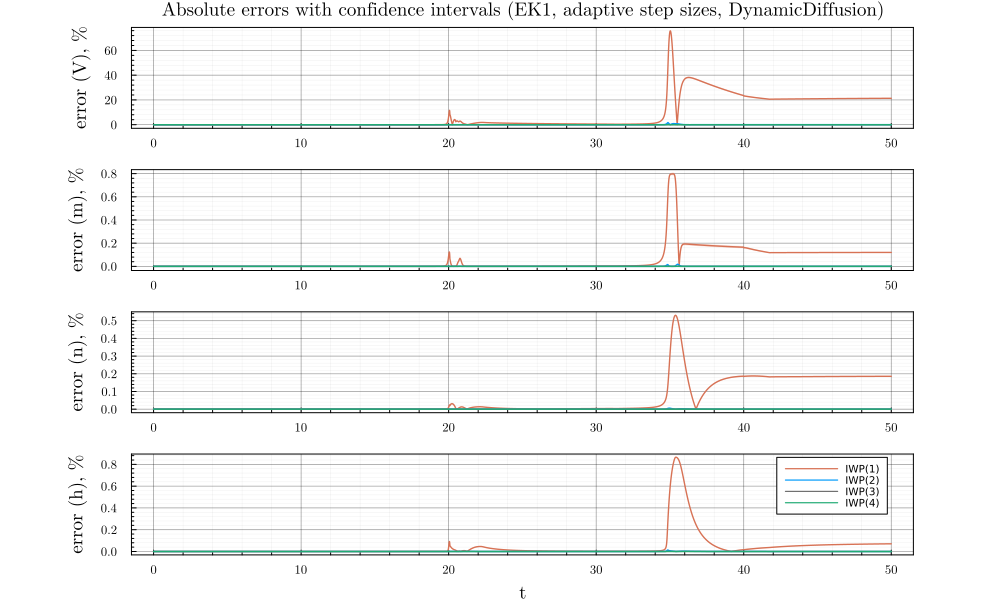 Absolute errors with confidence intervals (EK1, adaptive step sizes, DynamicDiffusion)
error (V), %
60
40
20
0
0 10 20 30 40 50
error (m), %
0.8
0.6
0.4
0.2
0.0
0 10 20 30 40 50
error (n), %
0.5
0.4
0.3
0.2
0.1
0.0
0 10 20 30 40 50
error (h), %
0.8
0.6
0.4
0.2
0.0
IWP(1)
IWP(2)
IWP(3)
IWP(4)
0 10 20 30 40 50
t